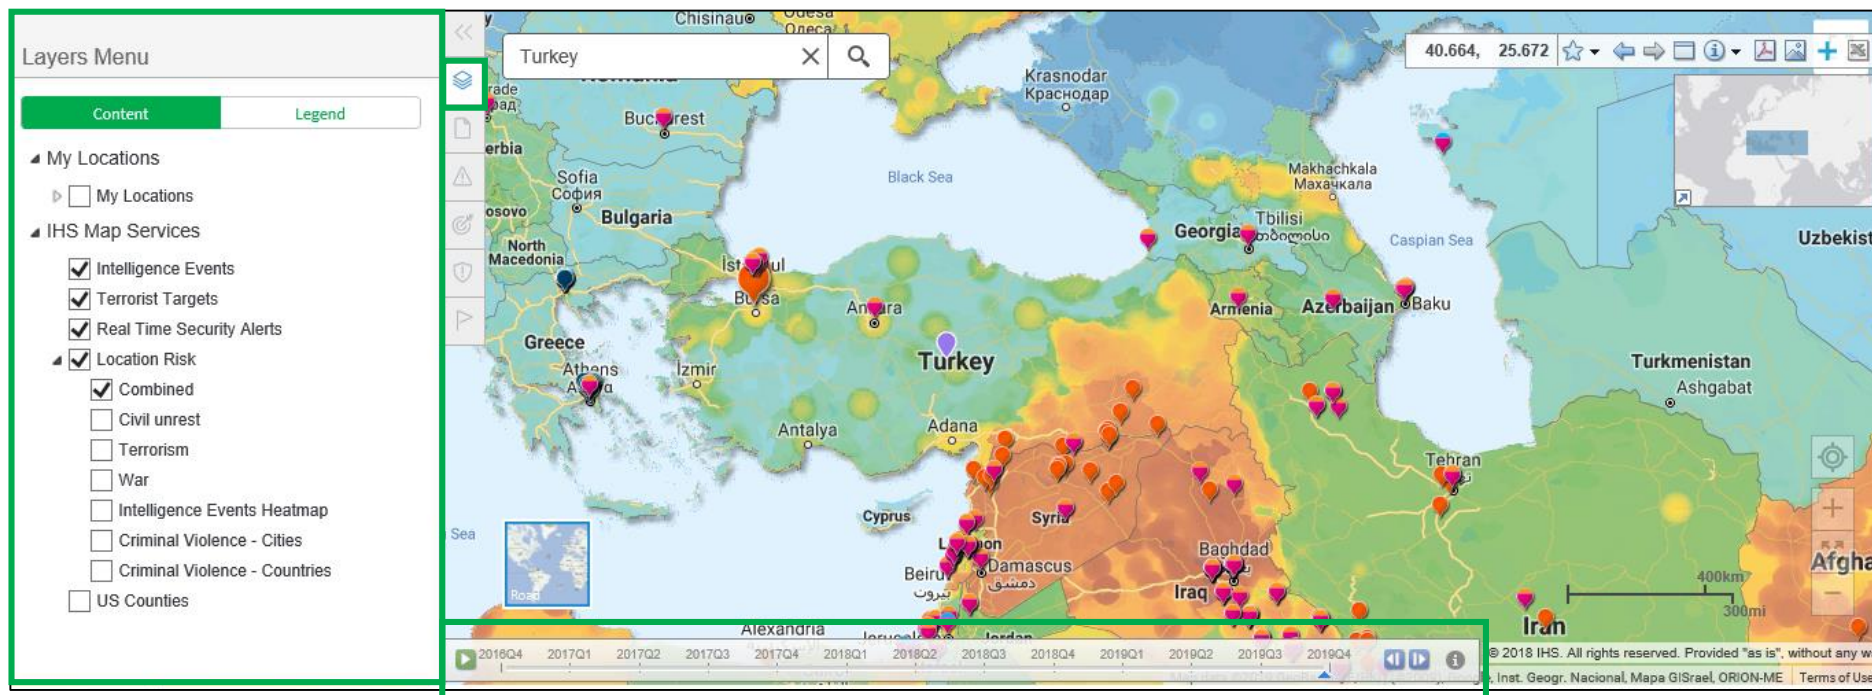 Layers Menu
Content
Legend
My Locations
My Locations
IHS Map Services
Intelligence Events
Terrorist Targets
Real Time Security Alerts
Location Risk
Combined
Civil unrest
Terrorism
War
Intelligence Events Heatmap
Criminal Violence - Cities
Criminal Violence - Countries
US Counties
Turkey
40.664, 25.672
Chisinau
Odesa
Одеса
Krasnodar
Краснодар
Sofia
София
Bulgaria
Black Sea
Makhachkala
Махачкала
North
Macedonia
Georgia
Tbilisi
თბილისი
Caspian Sea
Uzbekist
Bursa
Armenia
Azerbaijan
Baku
Greece
Athens
İzmir
Turkey
Turkmenistan
Ashgabat
Antalya
Adana
Tehran
Cyprus
Syria
Sea
Damascus
دمشق
Beirut
بيروت
Baghdad
Iraq
Afgha
400km
300mi
Iran
Road
Alexandria
Jordan
2016Q4 2017Q1 2017Q2 2017Q3 2017Q4 2018Q1 2018Q2 2018Q3 2018Q4 2019Q1 2019Q2 2019Q3 2019Q4
© 2018 IHS. All rights reserved. Provided "as is", without any w
Inst. Geogr. Nacional, Mapa GISrael, ORION-ME
Terms of Use